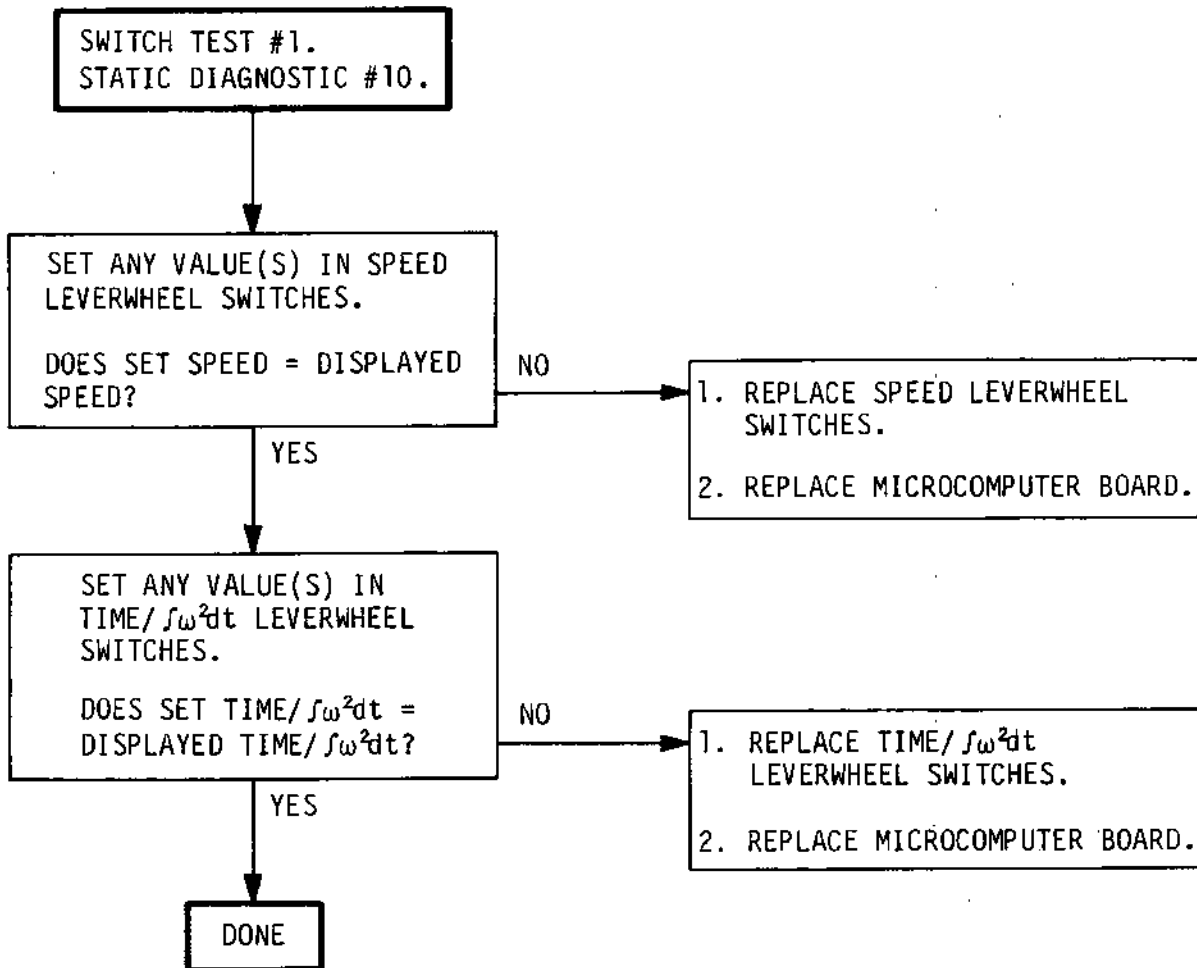 SWITCH TEST #1.
STATIC DIAGNOSTIC #10.
SET ANY VALUE(S) IN SPEED
LEVERWHEEL SWITCHES.
DOES SET SPEED = DISPLAYED
SPEED?
NO
1. REPLACE SPEED LEVERWHEEL
SWITCHES.
2. REPLACE MICROCOMPUTER BOARD.
YES
SET ANY VALUE(S) IN
TIME/∫ω²dt LEVERWHEEL
SWITCHES.
DOES SET TIME/∫ω²dt =
DISPLAYED TIME/∫ω²dt?
NO
1. REPLACE TIME/∫ω²dt
LEVERWHEEL SWITCHES.
2. REPLACE MICROCOMPUTER BOARD.
YES
DONE